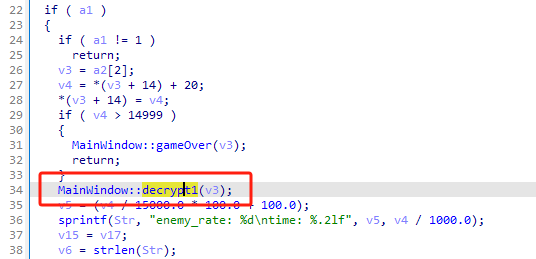 22 if ( a1 )
23 {
24 if ( a1 != 1 )
25 return;
26 v3 = a2[2];
27 v4 = *(v3 + 14) + 20;
28 *(v3 + 14) = v4;
29 if ( v4 > 14999 )
30 {
31 MainWindow::gameOver(v3);
32 return;
33 }
34 MainWindow::decrypt1(v3);
35 v5 = (v4 / 15000.0 * 100.0 + 100.0);
36 sprintf(Str, "enemy_rate: %d\ntime: %.2lf", v5, v4 / 1000.0);
37 v15 = v17;
38 v6 = strlen(Str);